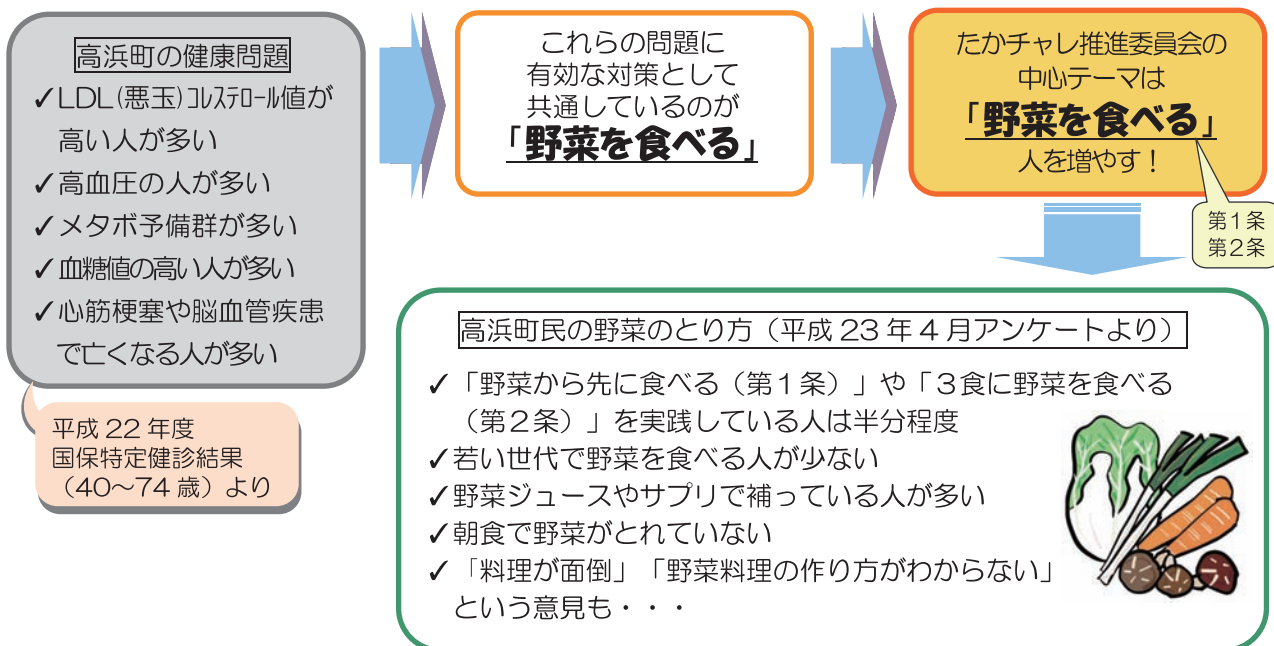 高浜町の健康問題
✓LDL(悪玉)ｺﾚｽﾃﾛｰﾙ値が
高い人が多い
✓高血圧の人が多い
✓メタボ予備群が多い
✓血糖値の高い人が多い
✓心筋梗塞や脳血管疾患
で亡くなる人が多い
平成 22 年度
国保特定健診結果
（40～74 歳）より
これらの問題に
有効な対策として
共通しているのが
「野菜を食べる」
たかチャレ推進委員会の
中心テーマは
「野菜を食べる」
人を増やす！
第１条
第２条
高浜町民の野菜のとり方（平成 23 年 4 月アンケートより）
✓「野菜から先に食べる（第１条）」や「３食に野菜を食べる
（第２条）」を実践している人は半分程度
✓若い世代で野菜を食べる人が少ない
✓野菜ジュースやサプリで補っている人が多い
✓朝食で野菜がとれていない
✓「料理が面倒」「野菜料理の作り方がわからない」
という意見も・・・